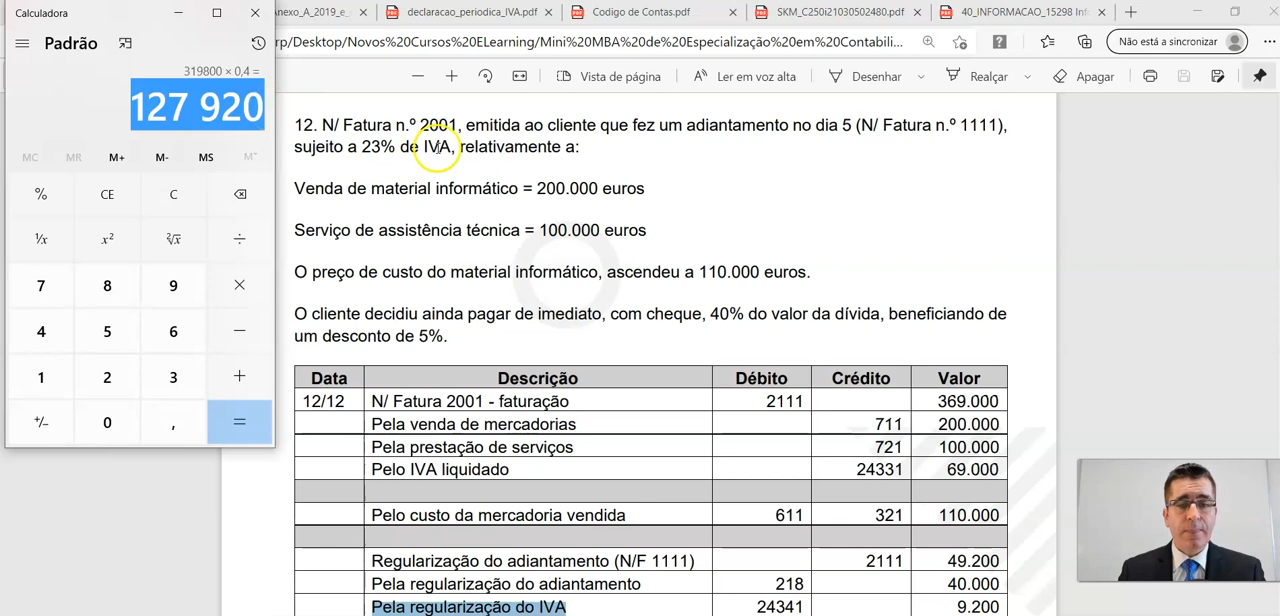 Calculadora
Anexo_A_2019_e_
declaracao_periodica_IVA.pdf
Codigo de Contas.pdf
SKM_C250i21030502480.pdf
40_INFORMACAO_15298 Inf
Padrão
rp/Desktop/Novos%20Cursos%20ELearning/Mini%20MBA%20de%20Especialização%20em%20Contabili...
Não está a sincronizar
319800 × 0,4 =
127 920
Vista de página
Ler em voz alta
Desenhar
Realçar
Apagar
MC MR M+ M- MS M˅
% CE C
¹/x x² ²√x ÷
7 8 9 ×
4 5 6 −
1 2 3 +
+/− 0 , =
12. N/ Fatura n.º 2001, emitida ao cliente que fez um adiantamento no dia 5 (N/ Fatura n.º 1111),
sujeito a 23% de IVA, relativamente a:
Venda de material informático = 200.000 euros
Serviço de assistência técnica = 100.000 euros
O preço de custo do material informático, ascendeu a 110.000 euros.
O cliente decidiu ainda pagar de imediato, com cheque, 40% do valor da dívida, beneficiando de
um desconto de 5%.
Data Descrição Débito Crédito Valor
12/12 N/ Fatura 2001 - faturação 2111 369.000
Pela venda de mercadorias 711 200.000
Pela prestação de serviços 721 100.000
Pelo IVA liquidado 24331 69.000
Pelo custo da mercadoria vendida 611 321 110.000
Regularização do adiantamento (N/F 1111) 2111 49.200
Pela regularização do adiantamento 218 40.000
Pela regularização do IVA 24341 9.200